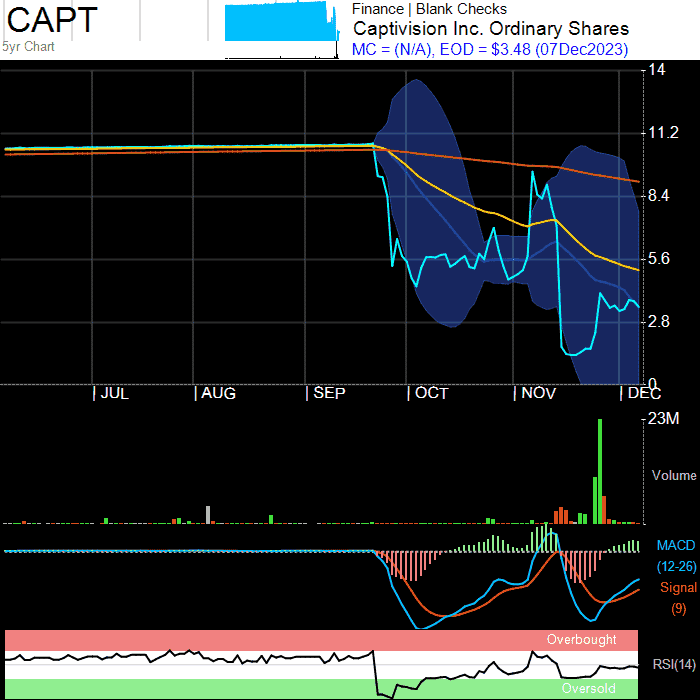 CAPT
5yr Chart
Finance | Blank Checks
Captivision Inc. Ordinary Shares
MC = (N/A), EOD = $3.48 (07Dec2023)
14
11.2
8.4
5.6
2.8
0
JUL
AUG
SEP
OCT
NOV
DEC
23M
Volume
MACD
(12-26)
Signal
(9)
Overbought
RSI(14)
Oversold